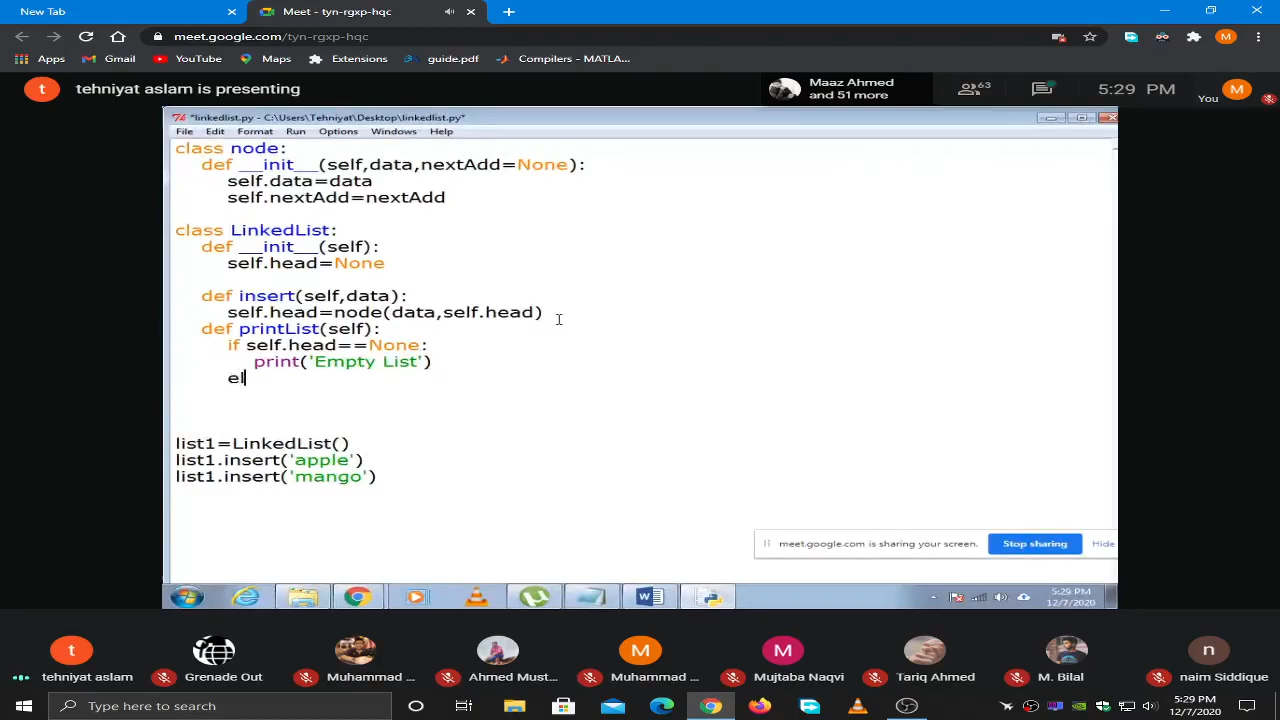 New Tab
Meet - tyn-rgxp-hqc
meet.google.com/tyn-rgxp-hqc
M
Apps
Gmail
YouTube
Maps
Extensions
guide.pdf
Compilers - MATLA...
t
tehniyat aslam is presenting
Maaz Ahmed
and 51 more
63
5:29 PM
You
M
*linkedlist.py - C:\Users\Tehniyat\Desktop\linkedlist.py*
File Edit Format Run Options Windows Help
class node:
def __init__(self,data,nextAdd=None):
self.data=data
self.nextAdd=nextAdd
class LinkedList:
def __init__(self):
self.head=None
def insert(self,data):
self.head=node(data,self.head)
def printList(self):
if self.head==None:
print('Empty List')
el
list1=LinkedList()
list1.insert('apple')
list1.insert('mango')
meet.google.com is sharing your screen.
Stop sharing
Hide
5:29 PM
12/7/2020
t
M
M
n
tehniyat aslam
Grenade Out
Muhammad ...
Ahmed Must...
Muhammad ...
Mujtaba Naqvi
Tariq Ahmed
M. Bilal
naim Siddique
Type here to search
5:29 PM
12/7/2020